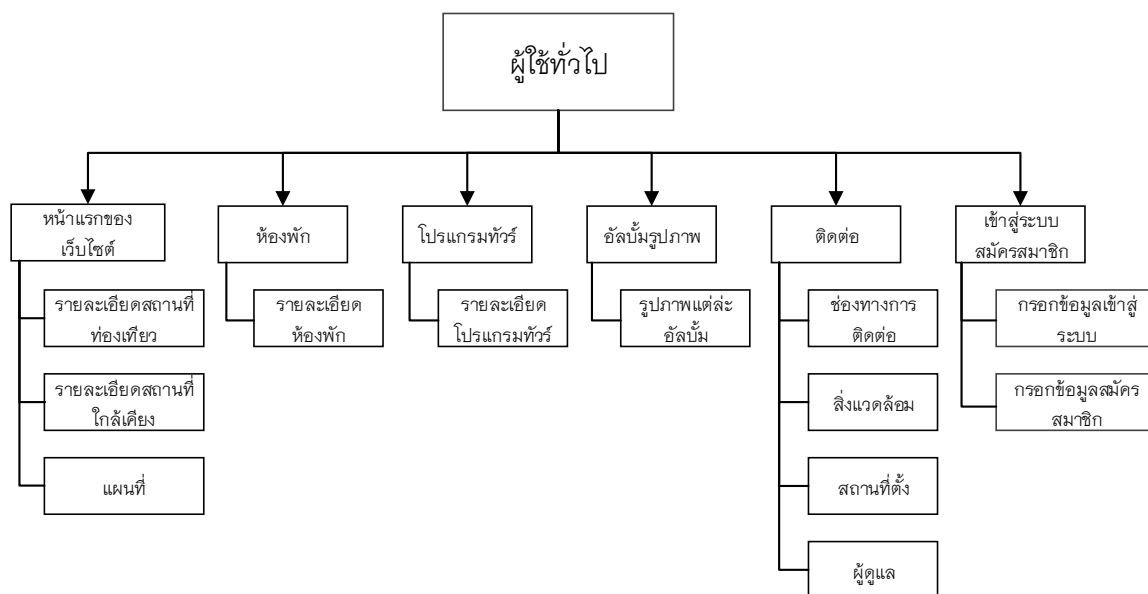 ผู้ใช้ทั่วไป
หน้าแรกของ
เว็บไซต์
ห้องพัก
โปรแกรมทัวร์
อัลบั้มรูปภาพ
ติดต่อ
เข้าสู่ระบบ
สมัครสมาชิก
รายละเอียดสถานที่
ท่องเทียว
รายละเอียด
ห้องพัก
รายละเอียด
โปรแกรมทัวร์
รูปภาพแต่ล่ะ
อัลบั้ม
ช่องทางการ
ติดต่อ
กรอกข้อมูลเข้าสู่
ระบบ
รายละเอียดสถานที่
ใกล้เคียง
สิ่งแวดล้อม
กรอกข้อมูลสมัคร
สมาชิก
แผนที่
สถานที่ตั้ง
ผู้ดูแล